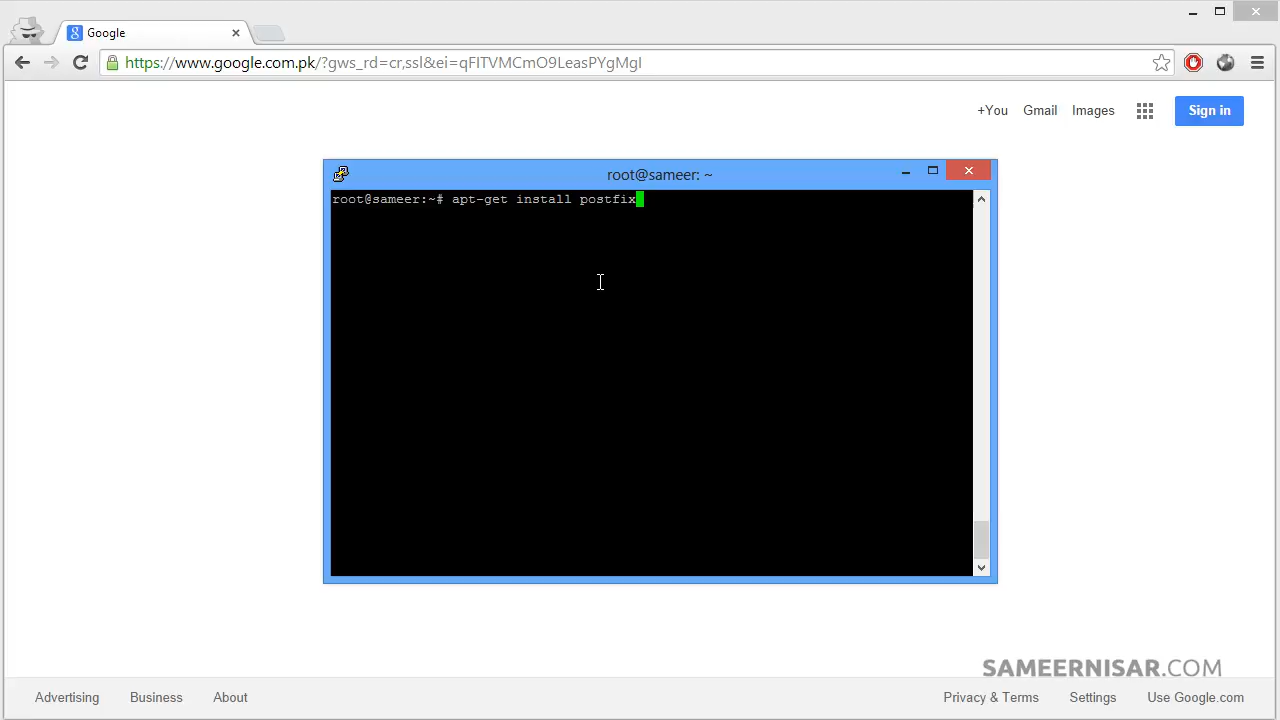 Google
https://www.google.com.pk/?gws_rd=cr,ssl&ei=qFITVMCmO9LeasPYgMgI
+You Gmail Images Sign in
root@sameer: ~
root@sameer:~# apt-get install postfix
SAMEERNISAR.COM
Advertising Business About Privacy & Terms Settings Use Google.com